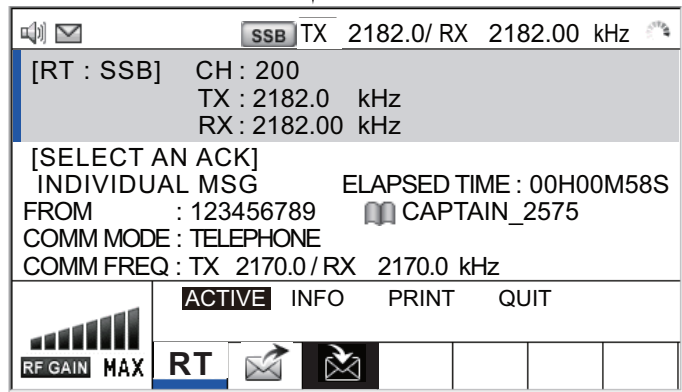 SSB TX 2182.0/ RX 2182.00 kHz
[RT : SSB] CH : 200
TX : 2182.0 kHz
RX : 2182.00 kHz
[SELECT AN ACK]
INDIVIDUAL MSG ELAPSED TIME : 00H00M58S
FROM : 123456789 CAPTAIN_2575
COMM MODE : TELEPHONE
COMM FREQ : TX 2170.0 / RX 2170.0 kHz
ACTIVE INFO PRINT QUIT
RF GAIN MAX RT